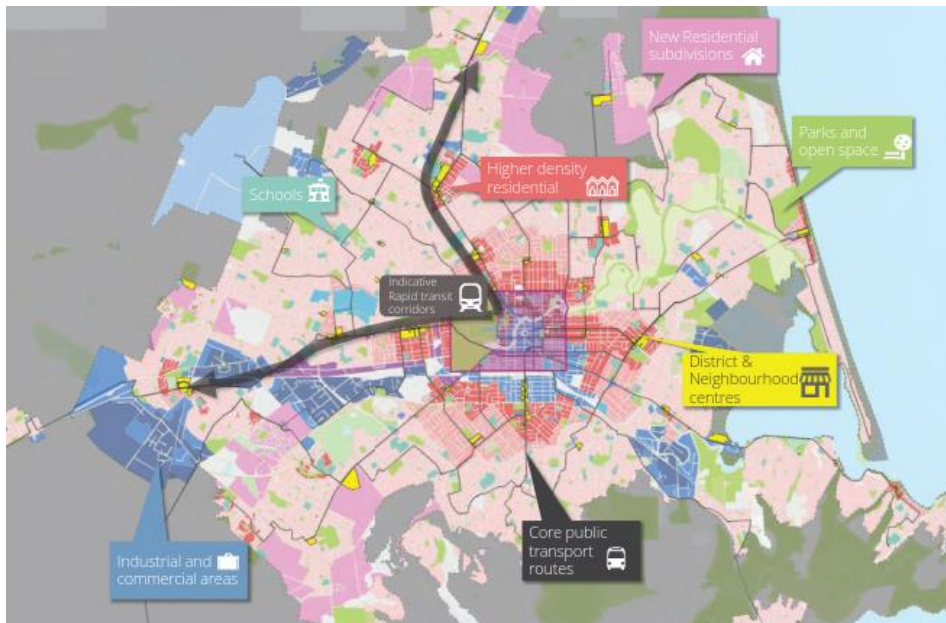 New Residential
subdivisions
Parks and
open space
Higher density
residential
Schools
Indicative
Rapid transit
corridors
District &
Neighbourhood
centres
Core public
transport
routes
Industrial and
commercial areas